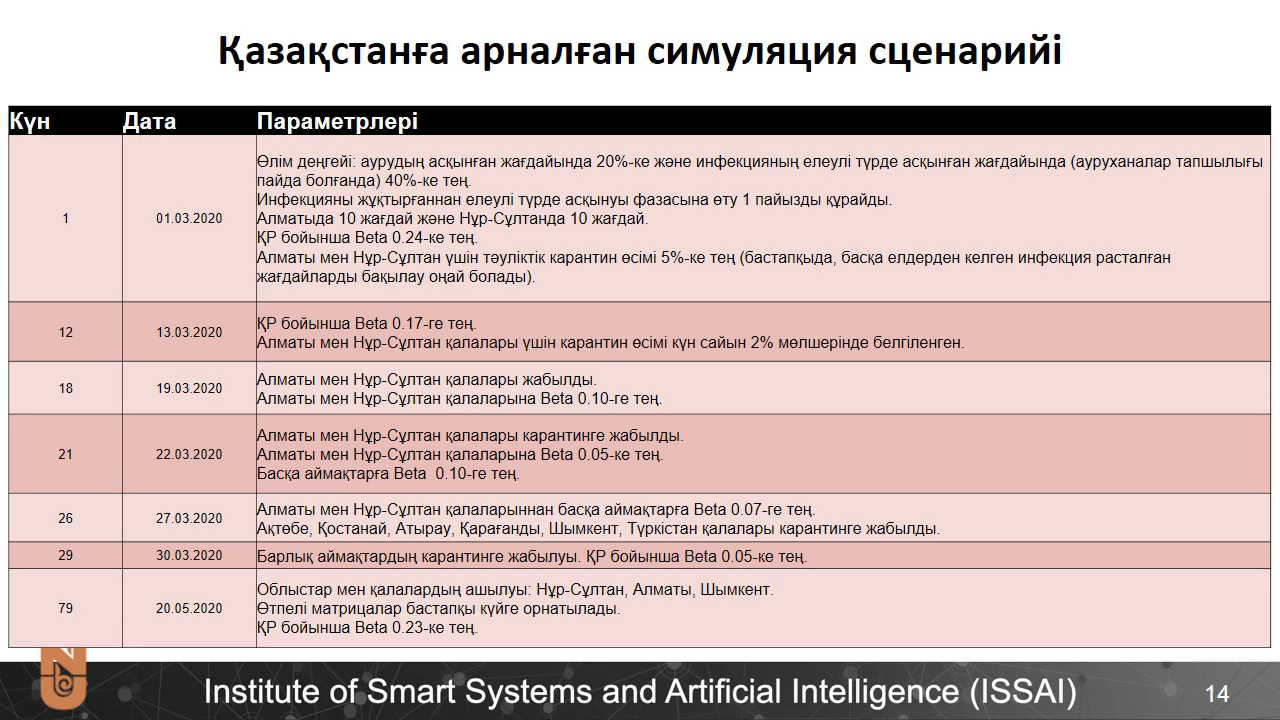 Қазақстанға арналған симуляция сценарийі
Күн Дата Параметрлері
1 01.03.2020
Өлім деңгейі: аурудың асқынған жағдайында 20%-ке және инфекцияның елеулі түрде асқынған жағдайында (ауруханалар тапшылығы
пайда болғанда) 40%-ке тең.
Инфекцияны жұқтырғаннан елеулі түрде асқынуы фазасына өту 1 пайызды құрайды.
Алматыда 10 жағдай және Нұр-Сұлтанда 10 жағдай.
ҚР бойынша Beta 0.24-ке тең.
Алматы мен Нұр-Сұлтан үшін тәуліктік карантин өсімі 5%-ке тең (бастапқыда, басқа елдерден келген инфекция расталған
жағдайларды бақылау оңай болады).
12 13.03.2020
ҚР бойынша Beta 0.17-ге тең.
Алматы мен Нұр-Сұлтан қалалары үшін карантин өсімі күн сайын 2% мөлшерінде белгіленген.
18 19.03.2020
Алматы мен Нұр-Сұлтан қалалары жабылды.
Алматы мен Нұр-Сұлтан қалаларына Beta 0.10-ге тең.
21 22.03.2020
Алматы мен Нұр-Сұлтан қалалары карантинге жабылды.
Алматы мен Нұр-Сұлтан қалаларына Beta 0.05-ке тең.
Басқа аймақтарға Beta 0.10-ге тең.
26 27.03.2020
Алматы мен Нұр-Сұлтан қалаларыннан басқа аймақтарға Beta 0.07-ге тең.
Ақтөбе, Қостанай, Атырау, Қарағанды, Шымкент, Түркістан қалалары карантинге жабылды.
29 30.03.2020 Барлық аймақтардың карантинге жабылуы. ҚР бойынша Beta 0.05-ке тең.
79 20.05.2020
Облыстар мен қалалардың ашылуы: Нұр-Сұлтан, Алматы, Шымкент.
Өтпелі матрицалар бастапқы күйге орнатылады.
ҚР бойынша Beta 0.23-ке тең.
Institute of Smart Systems and Artificial Intelligence (ISSAI) 14